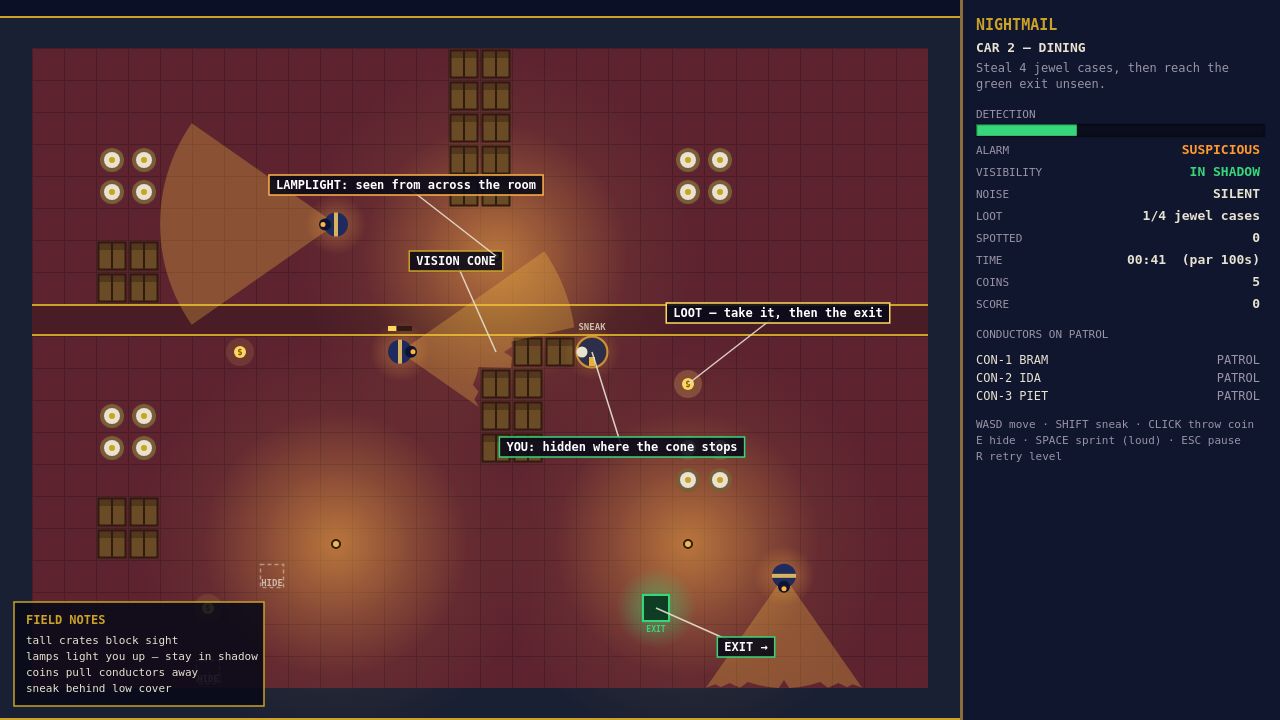 NIGHTMAIL
CAR 2 — DINING
Steal 4 jewel cases, then reach the
green exit unseen.
DETECTION
ALARM SUSPICIOUS
VISIBILITY IN SHADOW
NOISE SILENT
LOOT 1/4 jewel cases
SPOTTED 0
TIME 00:41 (par 100s)
COINS 5
SCORE 0
CONDUCTORS ON PATROL
CON-1 BRAM PATROL
CON-2 IDA PATROL
CON-3 PIET PATROL
WASD move · SHIFT sneak · CLICK throw coin
E hide · SPACE sprint (loud) · ESC pause
R retry level
LAMPLIGHT: seen from across the room
VISION CONE
LOOT — take it, then the exit
SNEAK
S
S
YOU: hidden where the cone stops
HIDE
EXIT
EXIT →
FIELD NOTES
tall crates block sight
lamps light you up — stay in shadow
coins pull conductors away
sneak behind low cover
HIDE